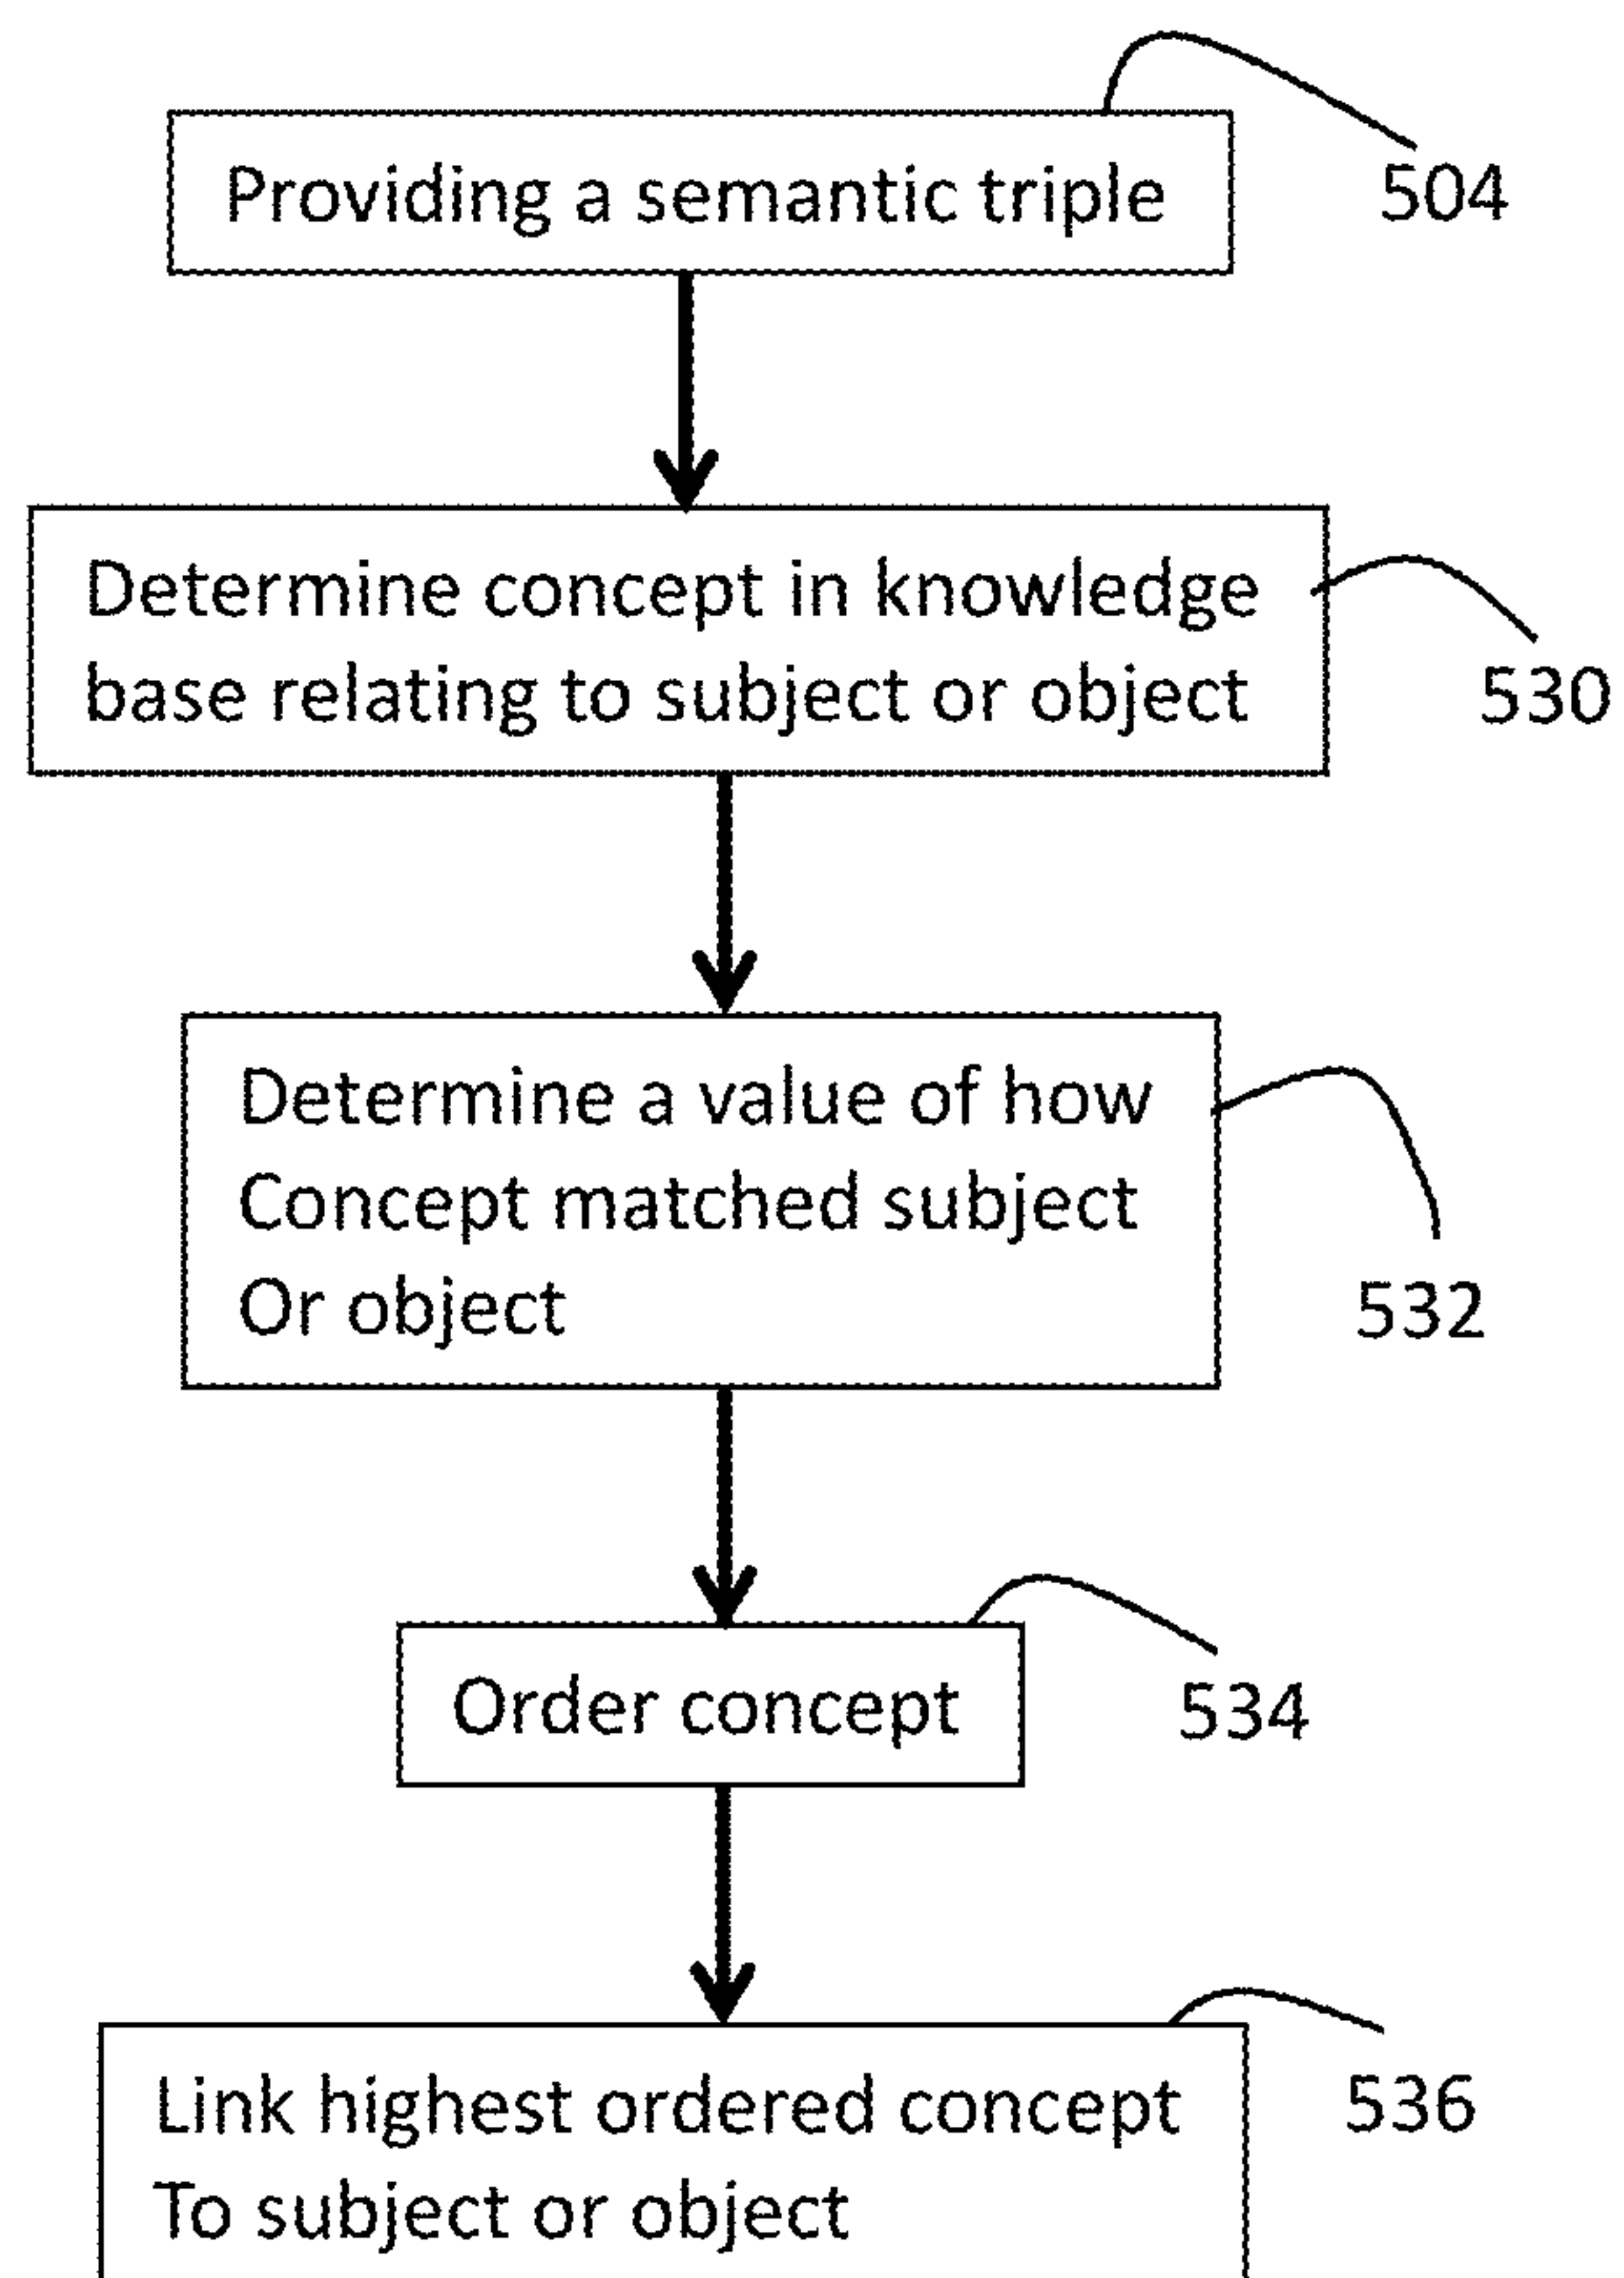 Providing a semantic triple
504
Determine concept in knowledge
base relating to subject or object
530
Determine a value of how
Concept matched subject
Or object
532
Order concept
534
Link highest ordered concept
To subject or object
536